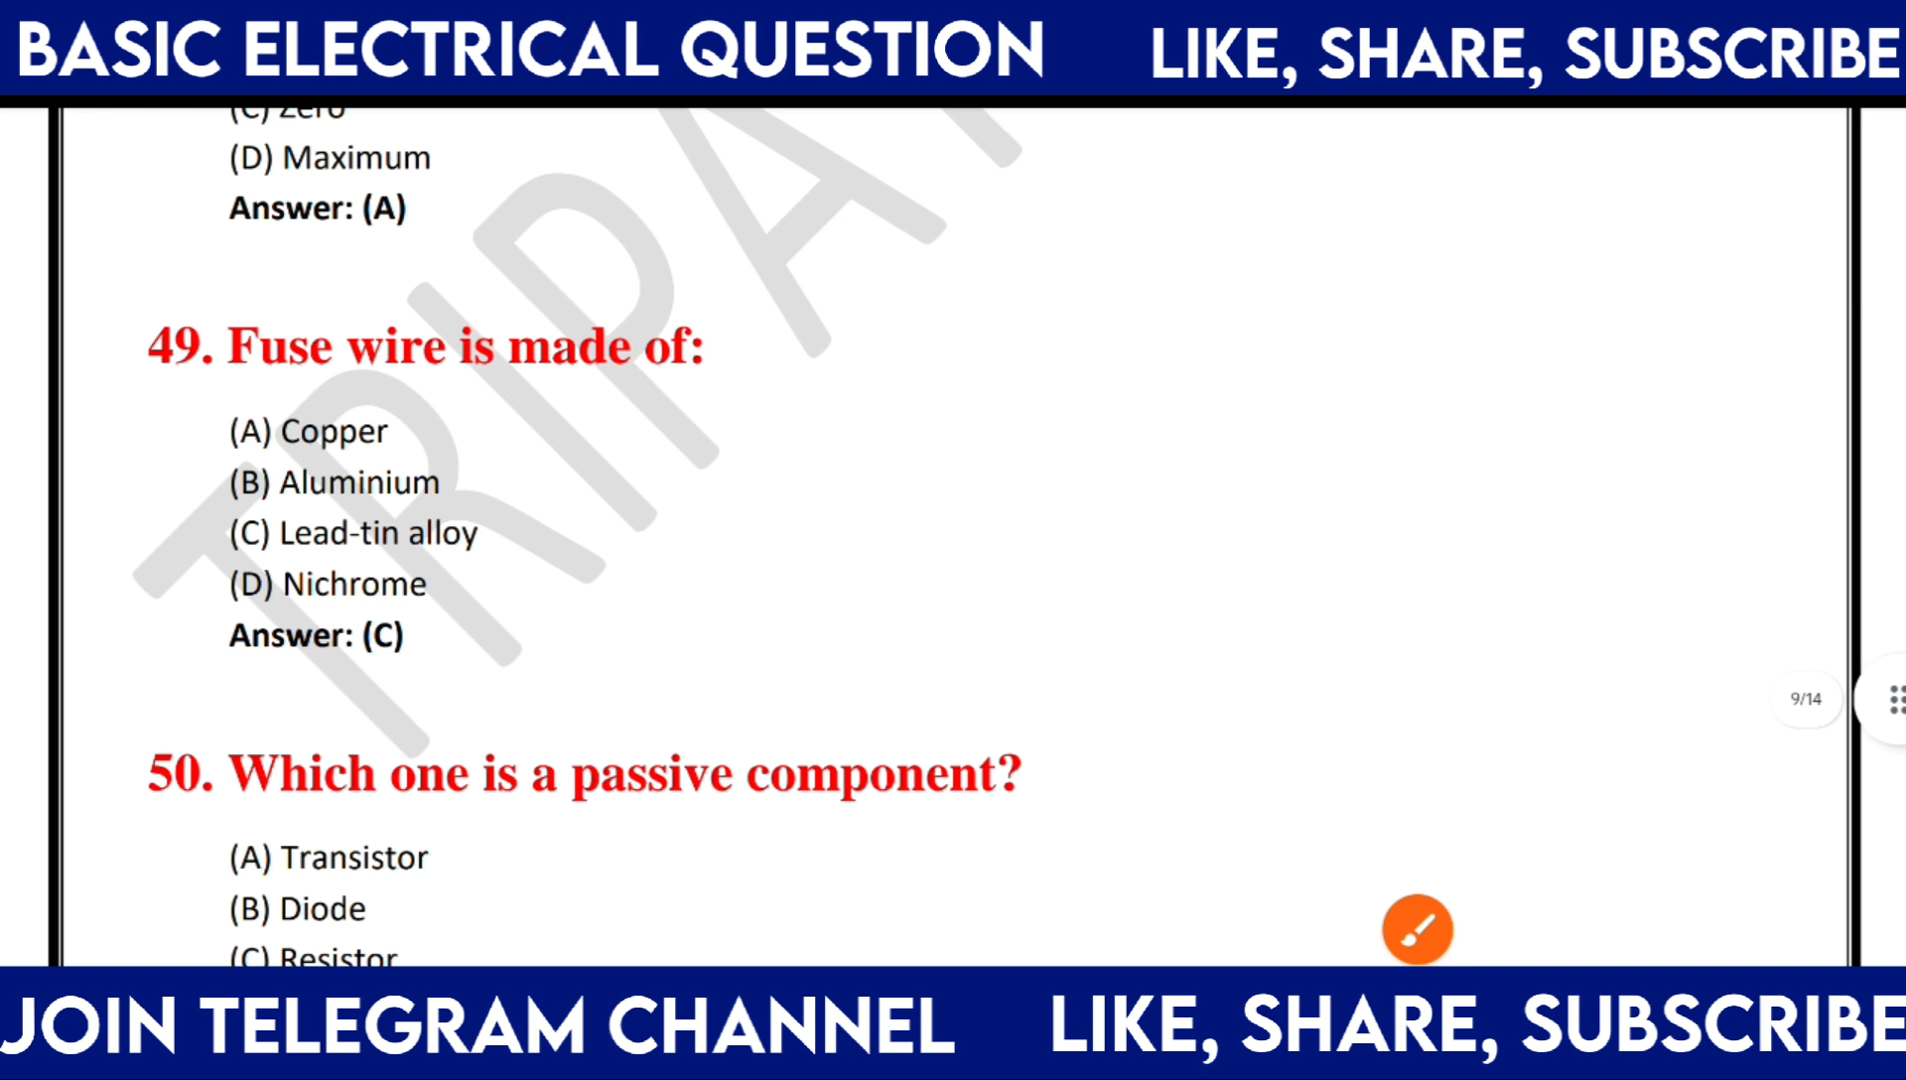 BASIC ELECTRICAL QUESTION LIKE, SHARE, SUBSCRIBE
(C) Zero
(D) Maximum
Answer: (A)
49. Fuse wire is made of:
(A) Copper
(B) Aluminium
(C) Lead-tin alloy
(D) Nichrome
Answer: (C)
9/14
50. Which one is a passive component?
(A) Transistor
(B) Diode
(C) Resistor
JOIN TELEGRAM CHANNEL LIKE, SHARE, SUBSCRIBE
TRIPA